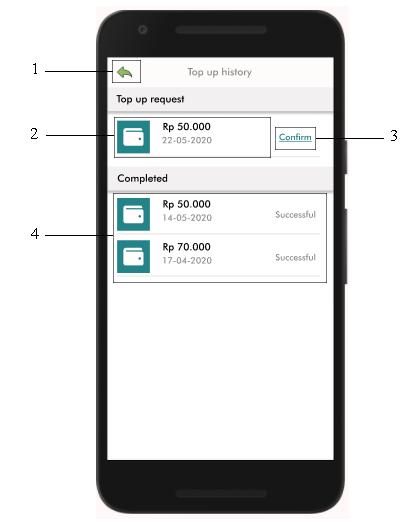 1
Top up history
Top up request
2
Rp 50.000
22-05-2020
Confirm
3
Completed
4
Rp 50.000
14-05-2020
Successful
Rp 70.000
17-04-2020
Successful